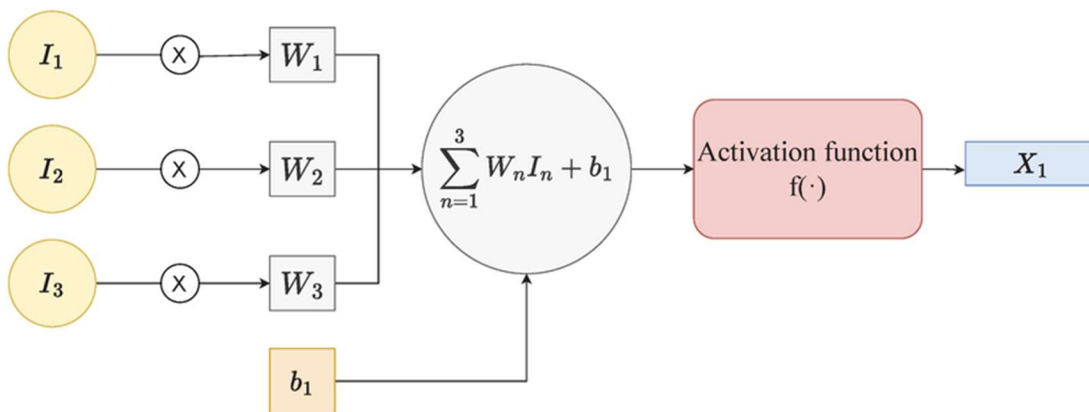 I₁ X W₁
I₂ X W₂
I₃ X W₃
b₁
3
∑ WₙIₙ + b₁
n=1
Activation function
f(·)
X₁